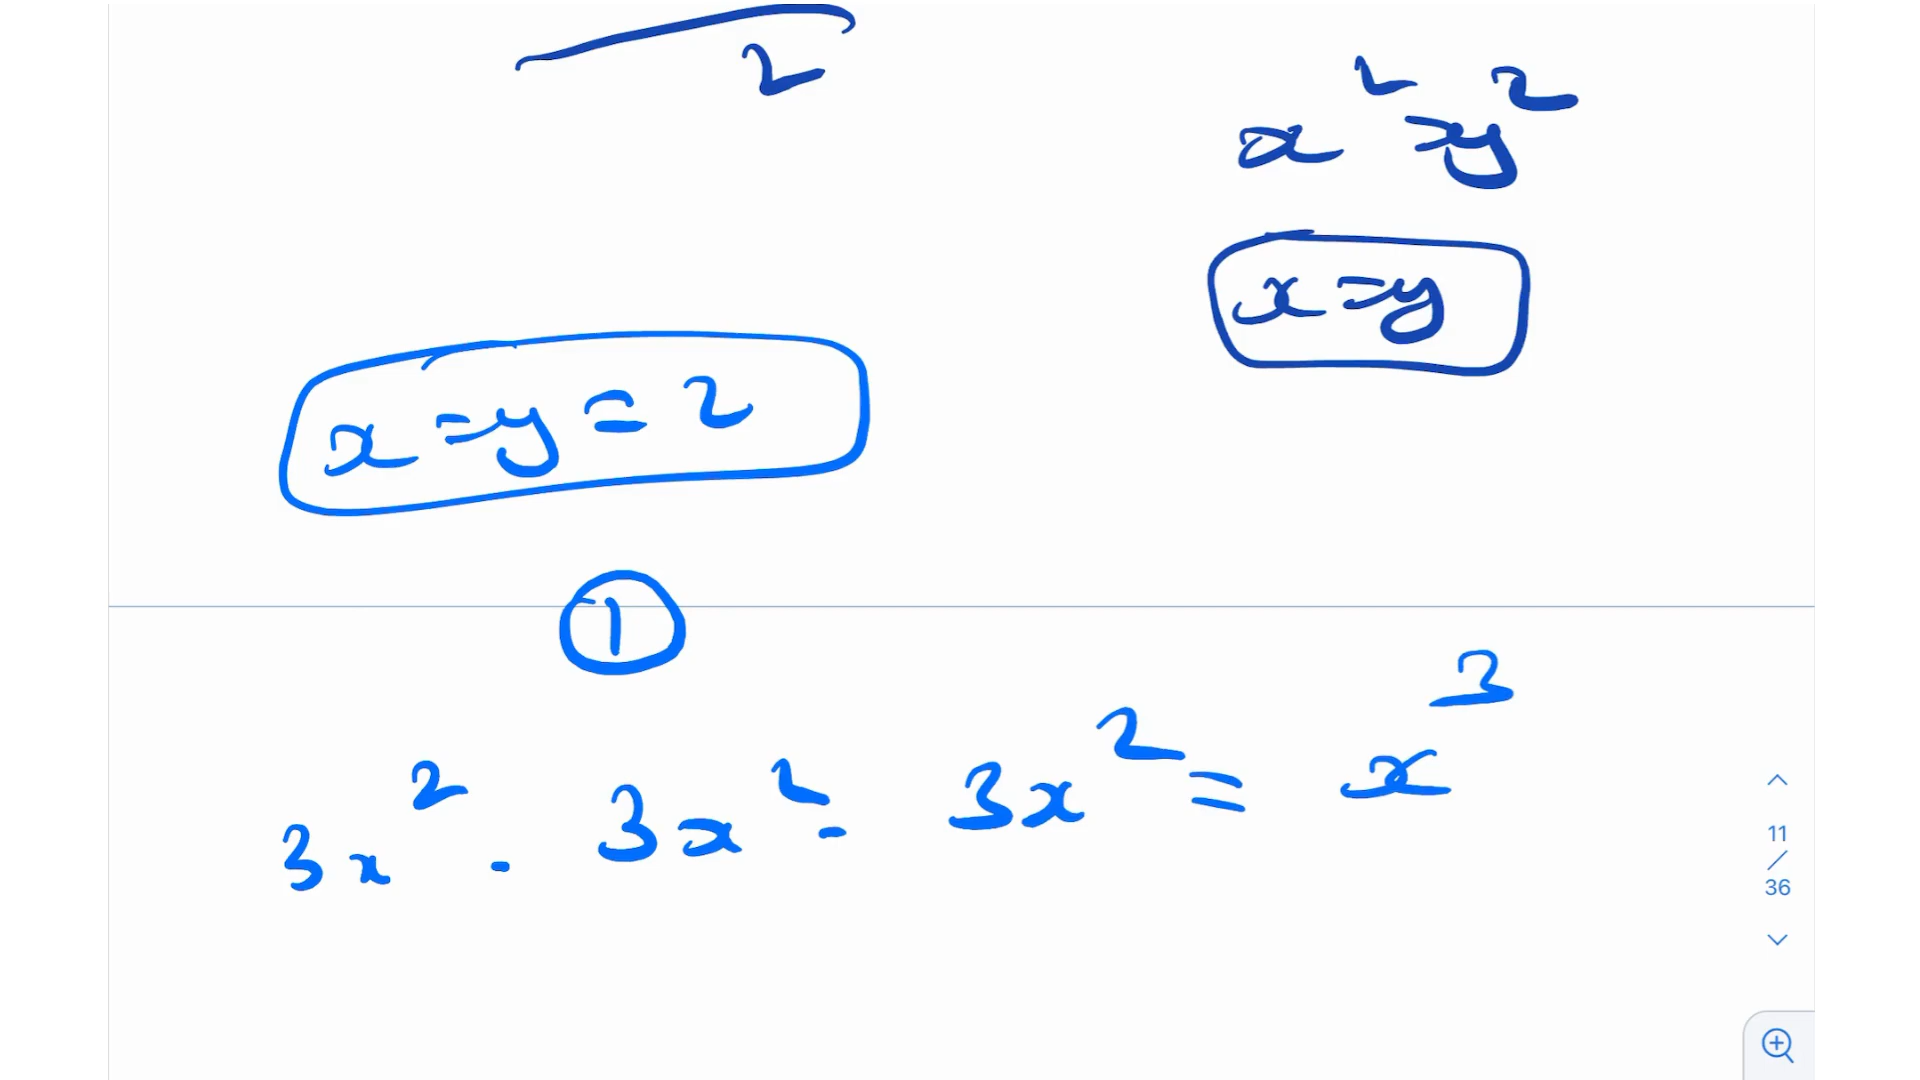 2
x² = y²
x = y
x = y = 2
①
3x² - 3x² - 3x² = x³
11
/
36